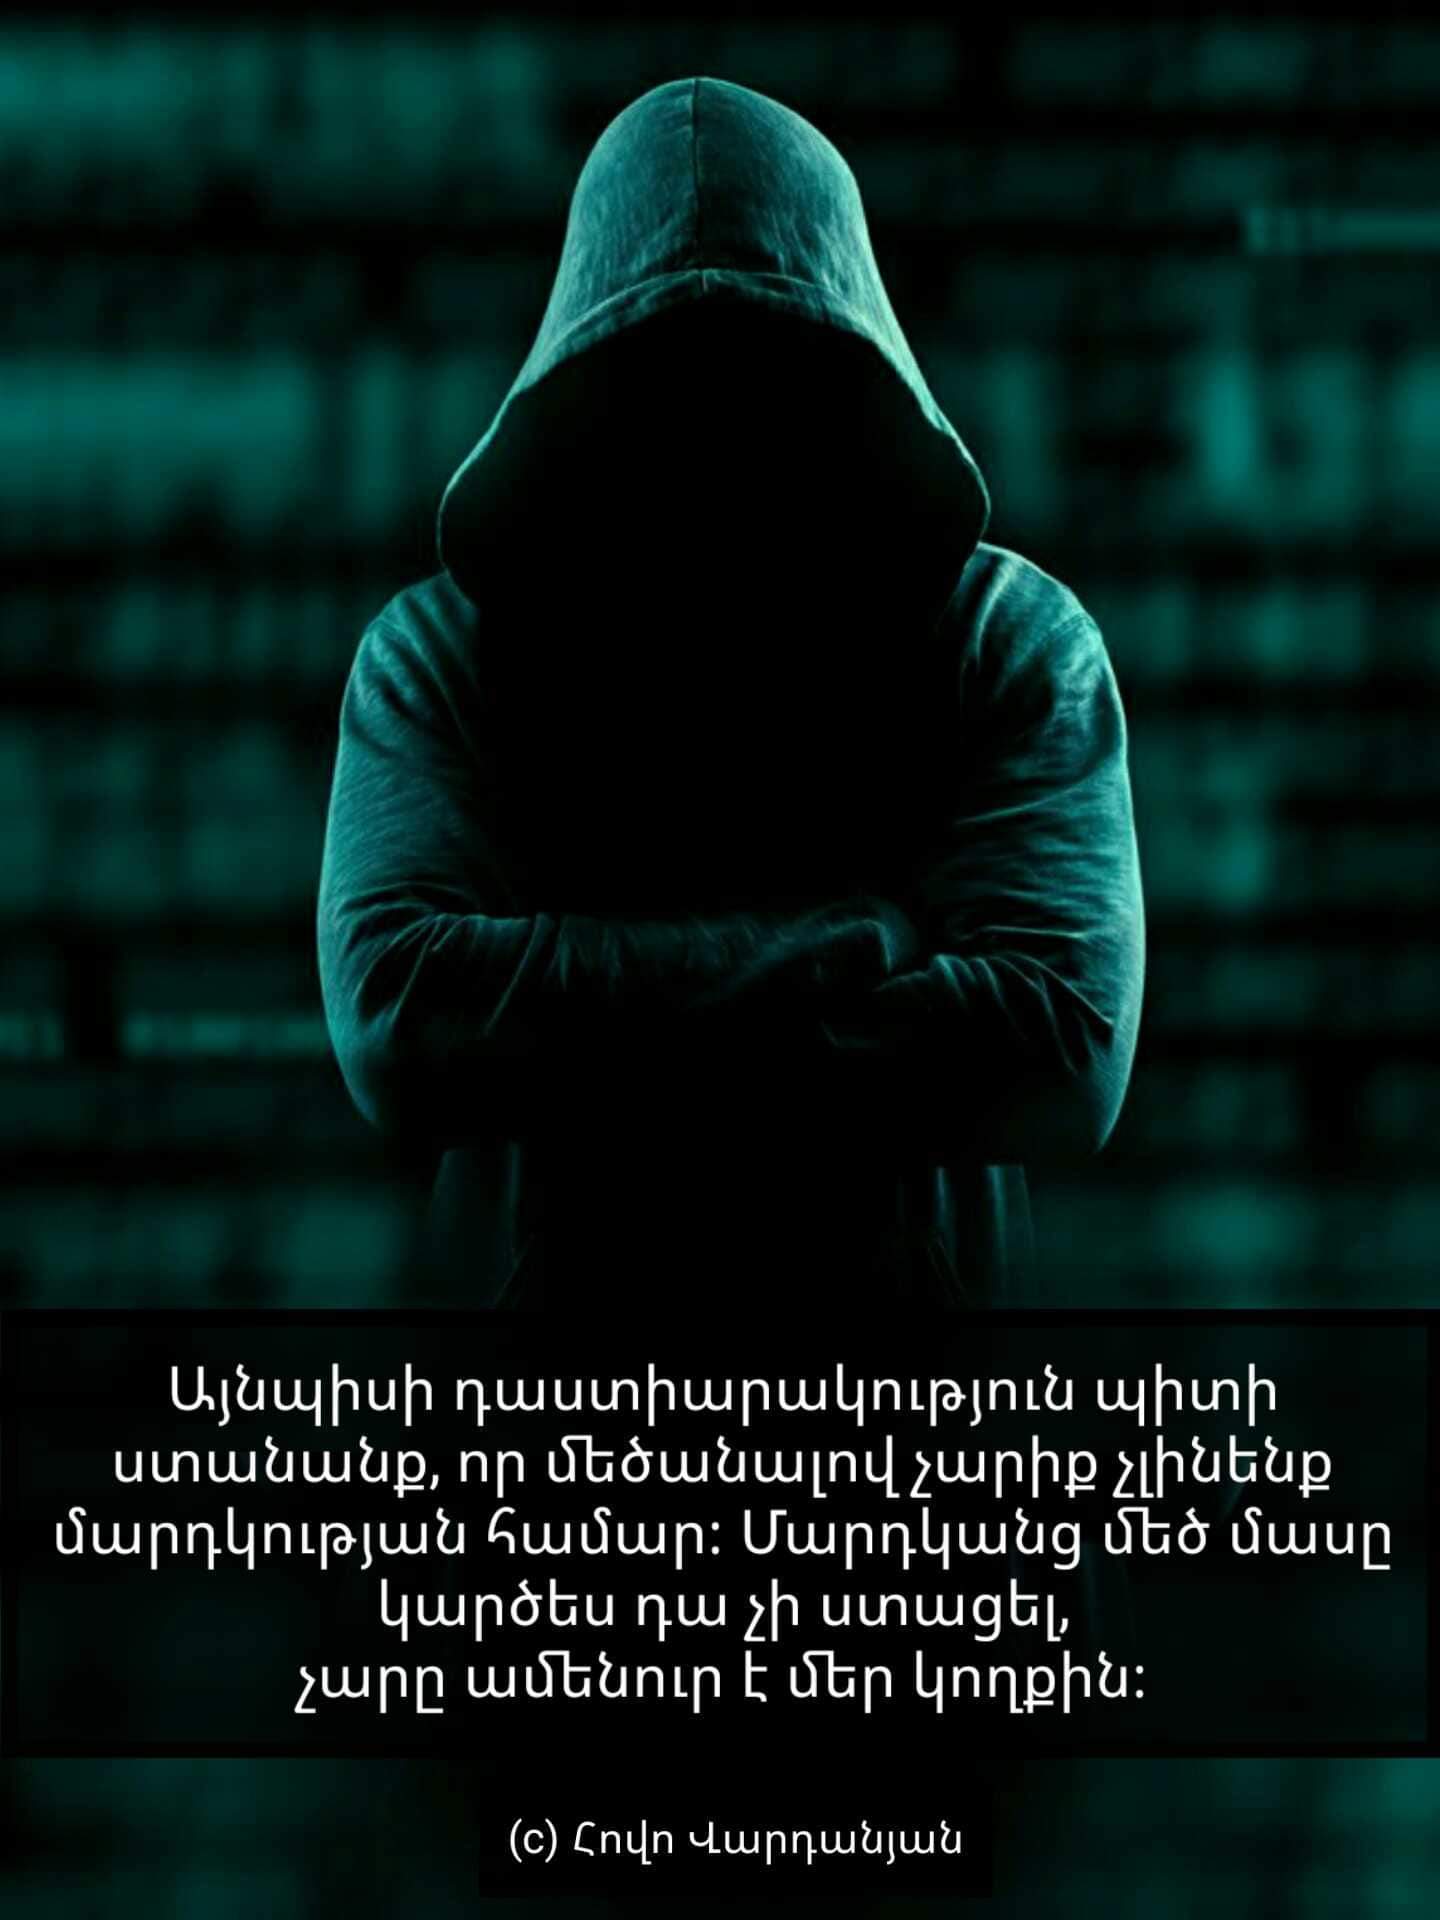 Այնպիսի դաստիարակություն պիտի
ստանանք, որ մեծանալով չարիք չլինենք
մարդկության համար: Մարդկանց մեծ մասը
կարծես դա չի ստացել,
չարը ամենուր է մեր կողքին:
(c) Հովո Վարդանյան